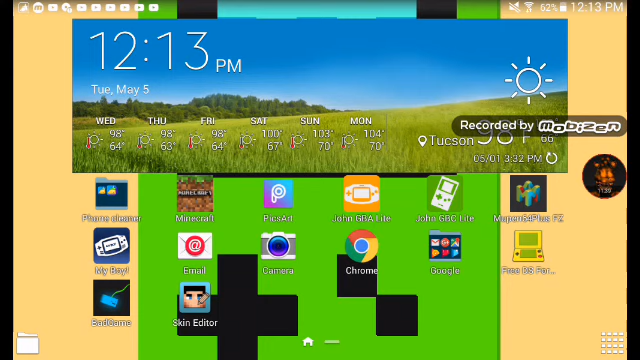 62% 12:13 PM
12:13 PM
Tue, May 5
WED THU FRI SAT SUN MON
98° 98° 98° 100° 103° 104°
64° 63° 64° 67° 70° 70°
Recorded by MOBIZEN
Tucson 98 F 66
05/01 3:32 PM
Phone cleaner Minecraft PicsArt John GBA Lite John GBC Lite Mupen64Plus FZ
My Boy! Email Camera Chrome Google Free DS For...
BadGame Skin Editor